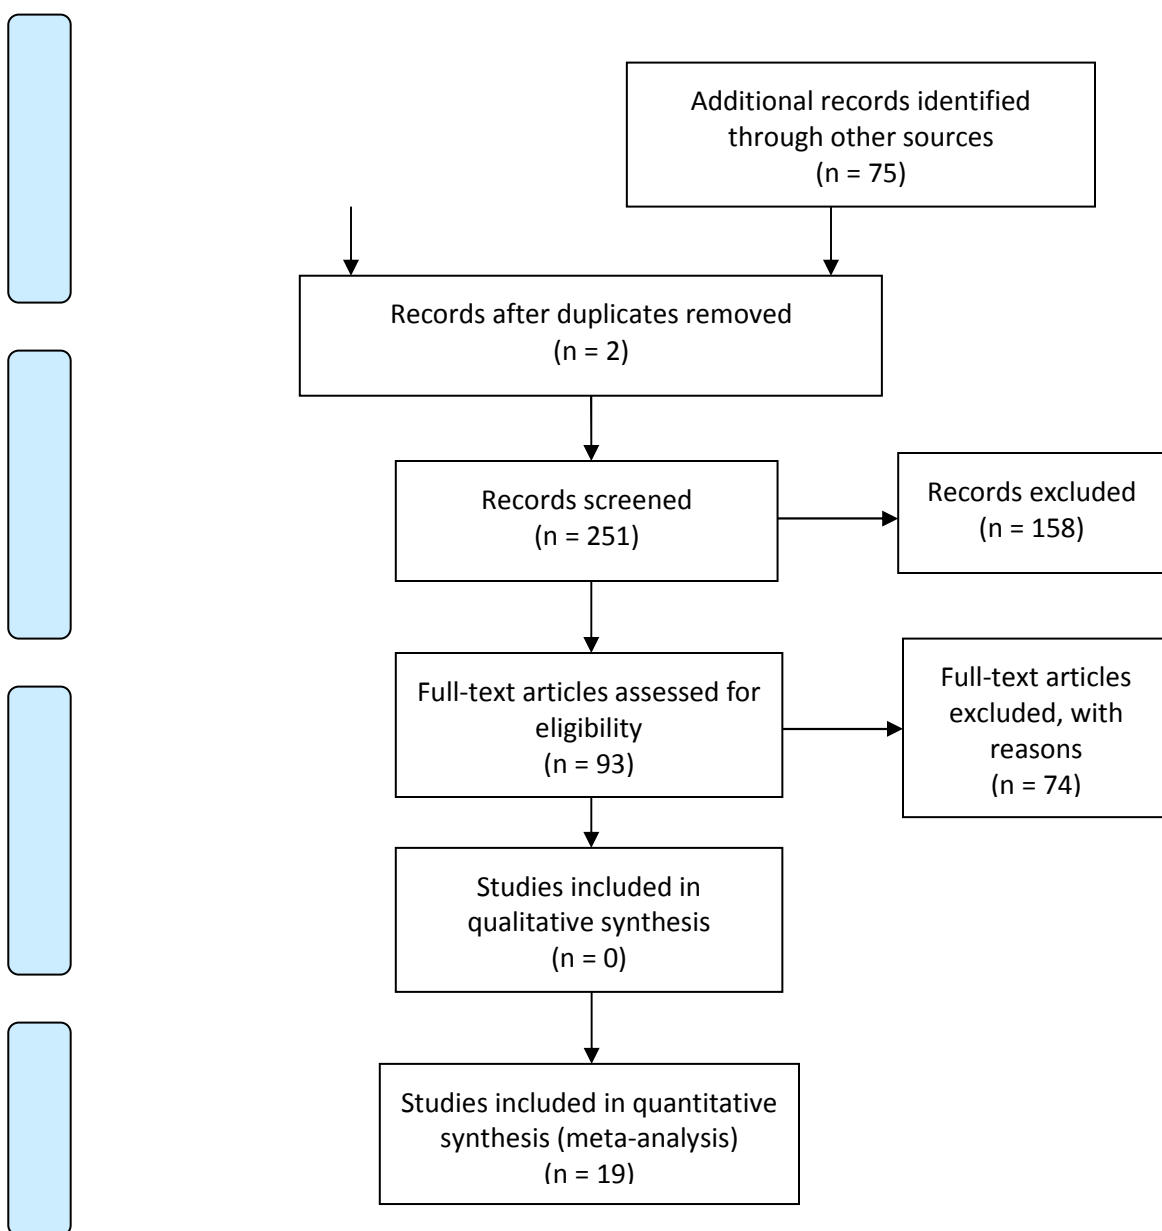 Additional records identified
through other sources
(n = 75)
Records after duplicates removed
(n = 2)
Records screened
(n = 251)
Records excluded
(n = 158)
Full-text articles assessed for
eligibility
(n = 93)
Full-text articles
excluded, with
reasons
(n = 74)
Studies included in
qualitative synthesis
(n = 0)
Studies included in quantitative
synthesis (meta-analysis)
(n = 19)